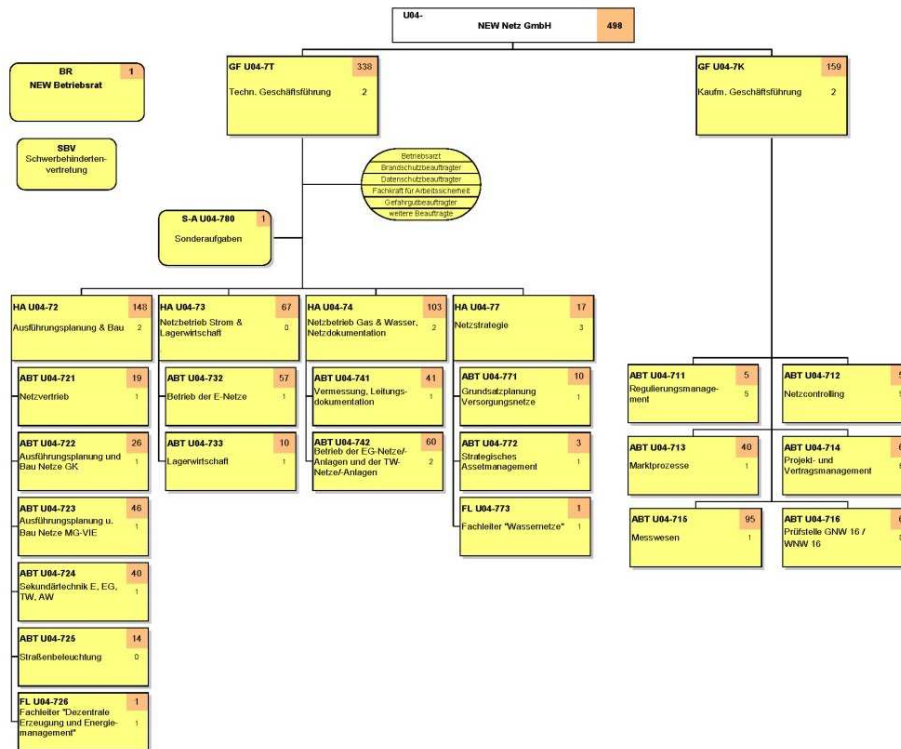 U04-
NEW Netz GmbH 498
BR 1
NEW Betriebsrat
SBV
Schwerbehinderten-
vertretung
GF U04-7T 338
Techn. Geschäftsführung 2
GF U04-7K 159
Kaufm. Geschäftsführung 2
Betriebsarzt
Brandschutzbeauftragter
Datenschutzbeauftragter
Fachkraft für Arbeitssicherheit
Gefahrgutbeauftragter
weitere Beauftragte
S-A U04-780 1
Sonderaufgaben
HA U04-72 148
Ausführungsplanung & Bau 2
HA U04-73 67
Netzbetrieb Strom &
Lagerwirtschaft 0
HA U04-74 103
Netzbetrieb Gas & Wasser,
Netzdokumentation 2
HA U04-77 17
Netzstrategie 3
ABT U04-721 19
Netzvertrieb 1
ABT U04-722 26
Ausführungsplanung und
Bau Netze GK 1
ABT U04-723 46
Ausführungsplanung u.
Bau Netze MG-VIE 1
ABT U04-724 40
Sekundärtechnik E, EG,
TW, AW 1
ABT U04-725 14
Straßenbeleuchtung 0
FL U04-726 1
Fachleiter "Dezentrale
Erzeugung und Energie-
management" 1
ABT U04-732 57
Betrieb der E-Netze 1
ABT U04-733 10
Lagerwirtschaft 1
ABT U04-741 41
Vermessung, Leitungs-
dokumentation 1
ABT U04-742 60
Betrieb der EG-Netze/-
Anlagen und der TW-
Netze/-Anlagen 2
ABT U04-771 10
Grundsatzplanung
Versorgungsnetze 1
ABT U04-772 3
Strategisches
Assetmanagement 1
FL U04-773 1
Fachleiter "Wassernetze" 1
ABT U04-711 5
Regulierungsmanage-
ment 5
ABT U04-712
Netzcontrolling
ABT U04-713 40
Marktprozesse 1
ABT U04-714
Projekt- und
Vertragsmanagement
ABT U04-715 95
Messwesen 1
ABT U04-716
Prüfstelle GNW 16 /
WNW 16